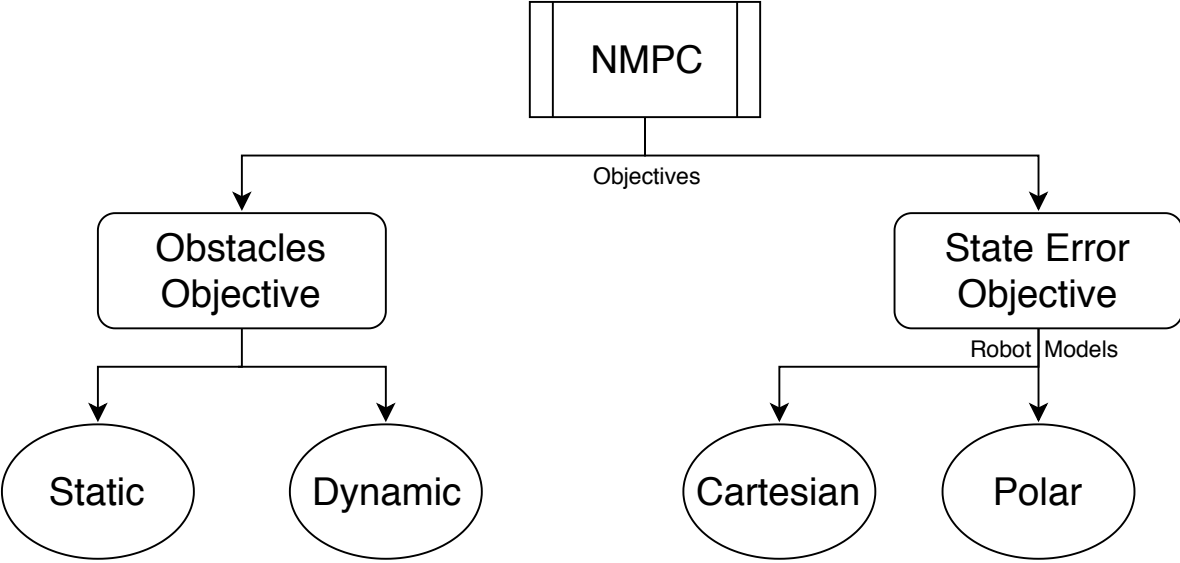 NMPC
Objectives
Obstacles
Objective
State Error
Objective
Robot Models
Static
Dynamic
Cartesian
Polar